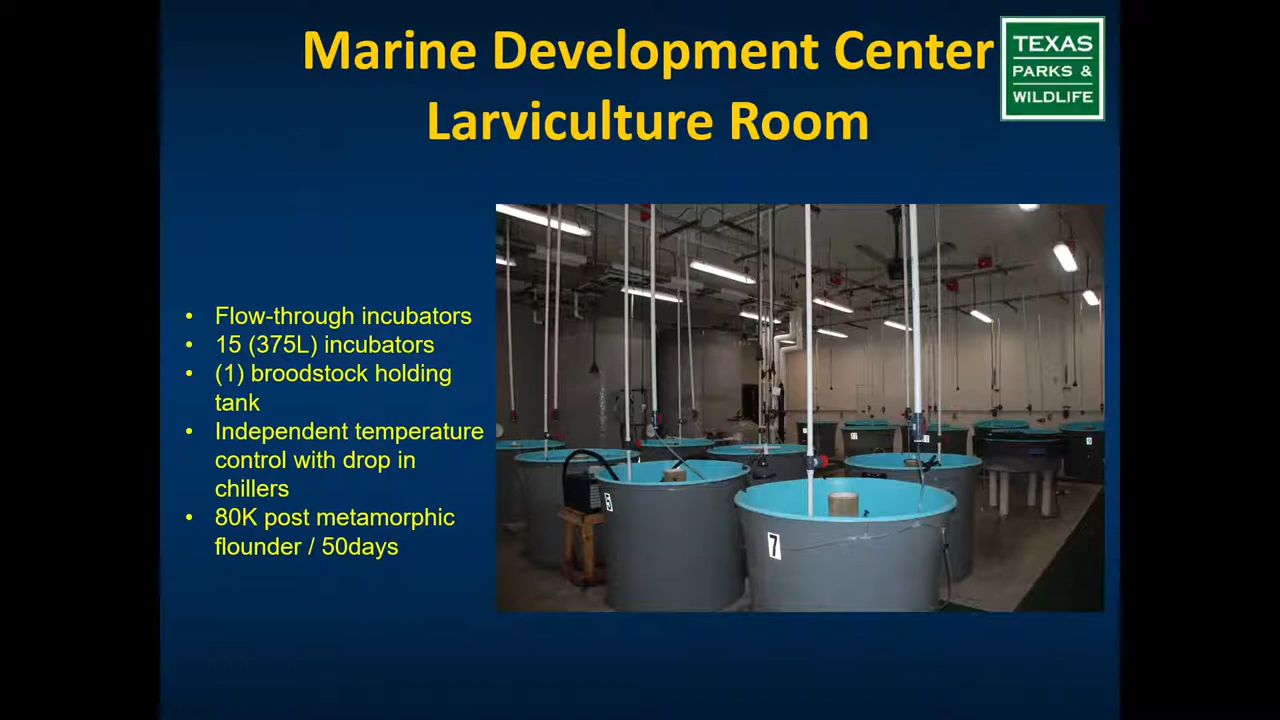 Marine Development Center
Larviculture Room
TEXAS
PARKS &
WILDLIFE
• Flow-through incubators
• 15 (375L) incubators
• (1) broodstock holding
tank
• Independent temperature
control with drop in
chillers
• 80K post metamorphic
flounder / 50days
5
7